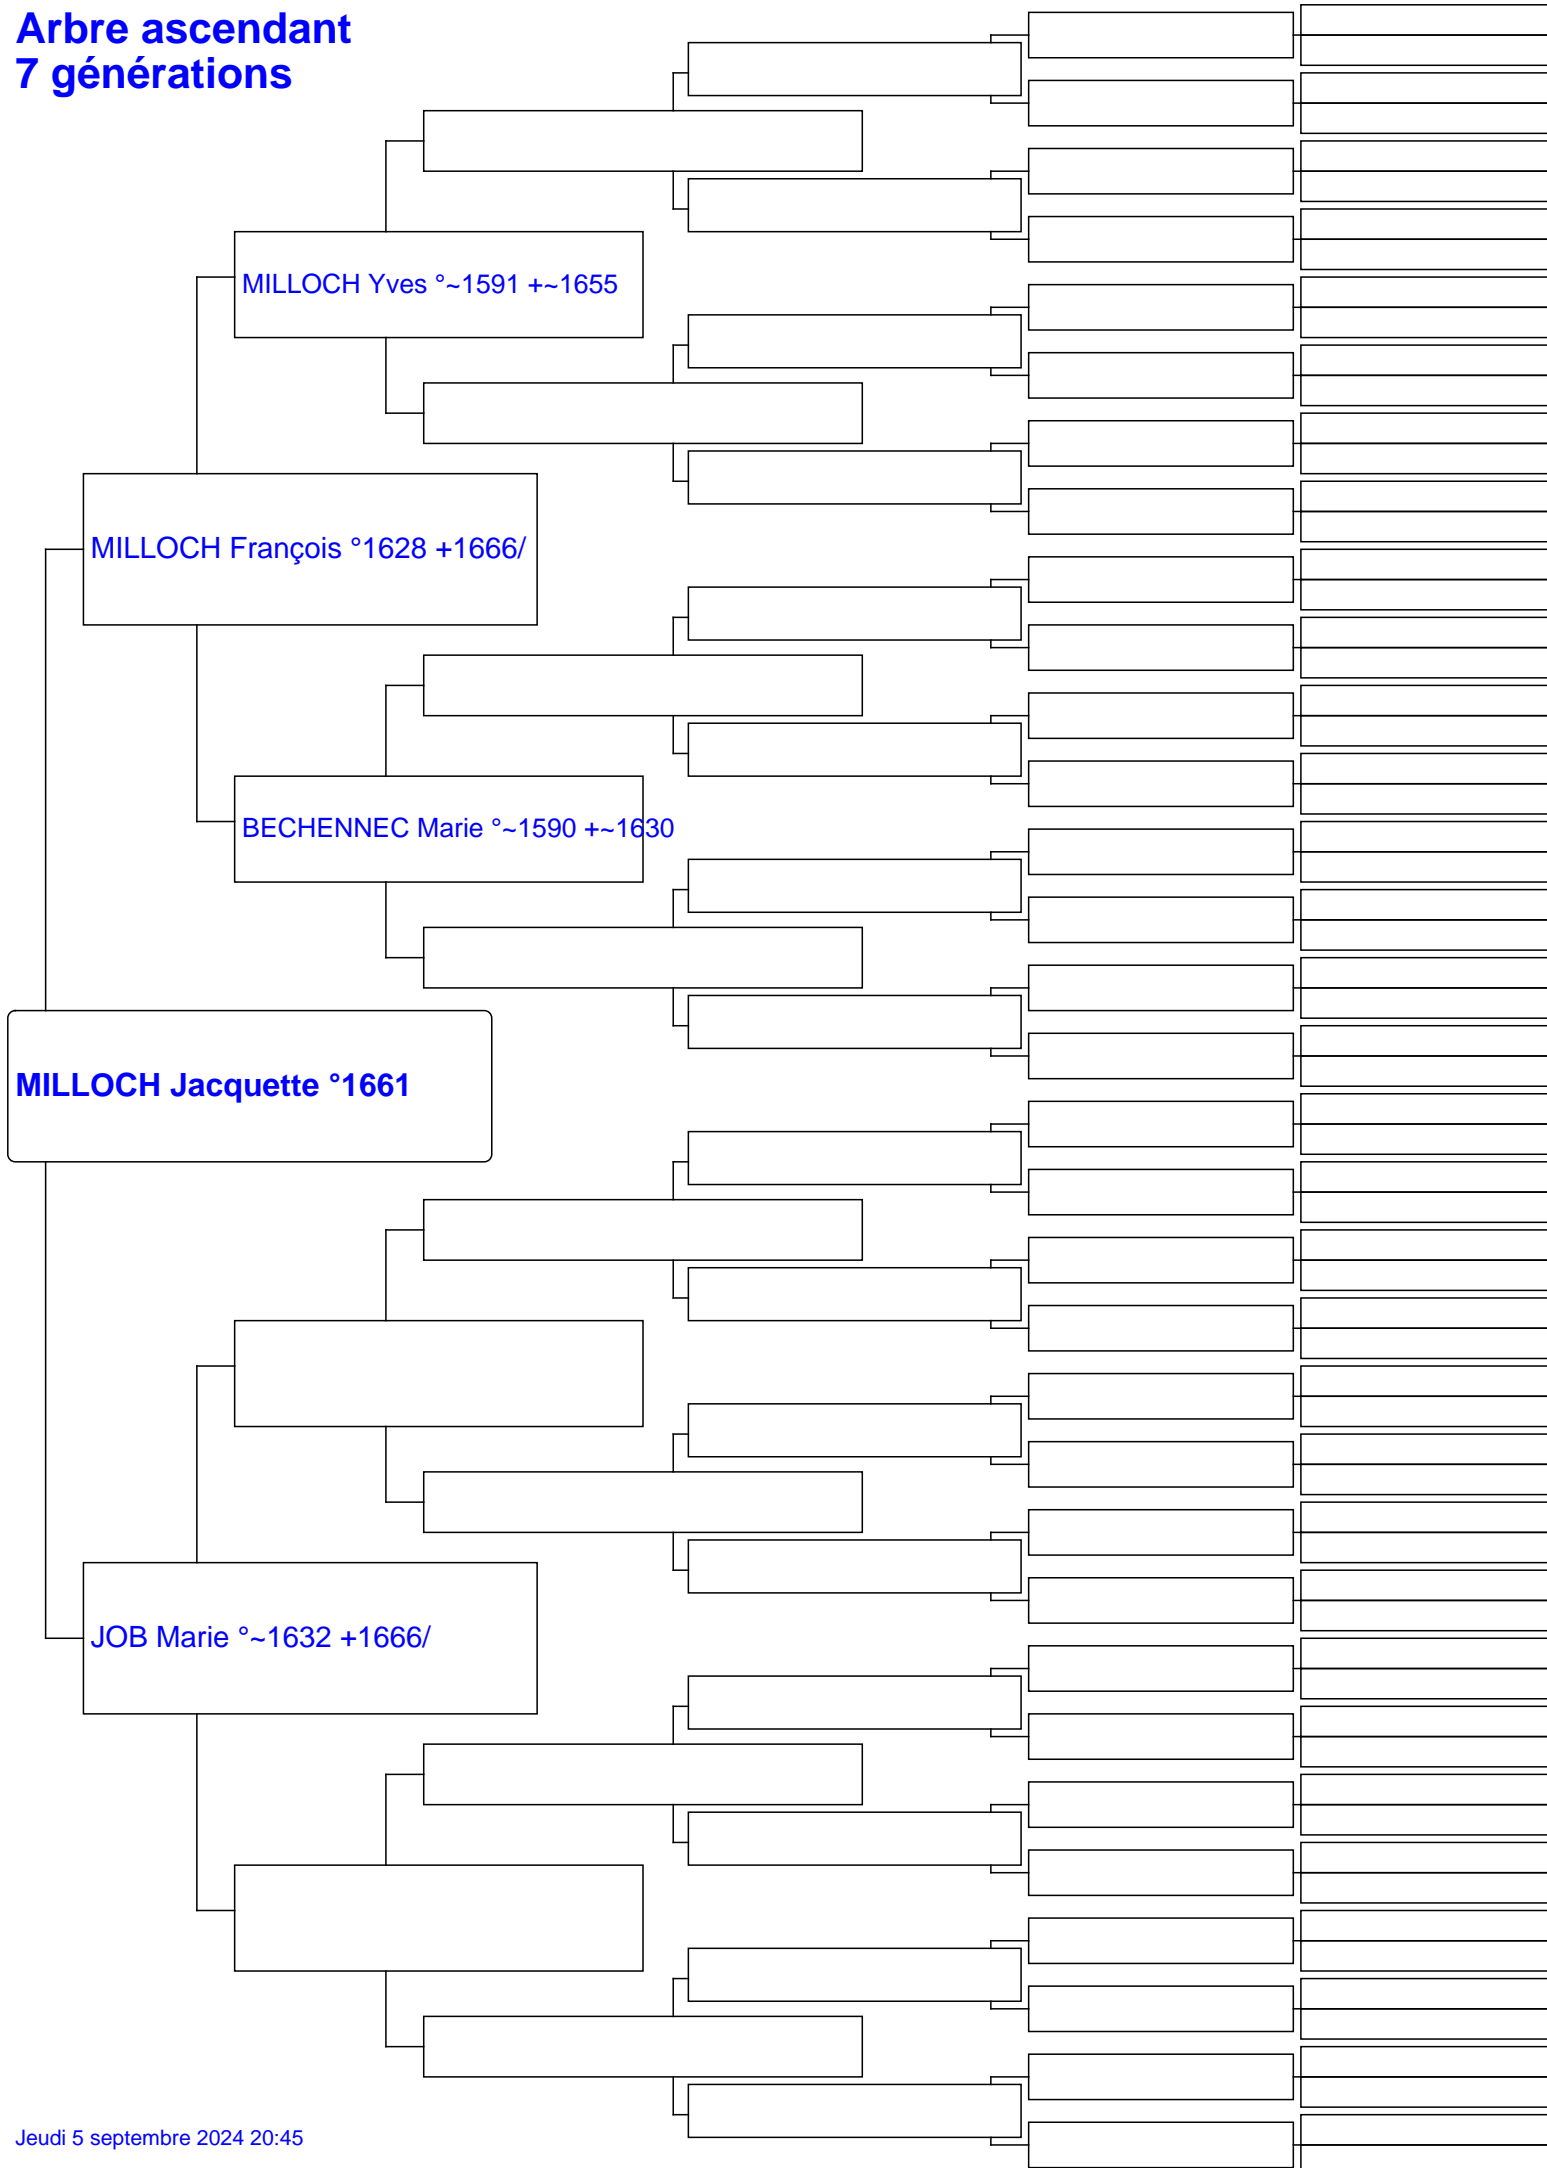 Arbre ascendant
7 générations
MILLOCH Yves °~1591 +~1655
MILLOCH François °1628 +1666/
BECHENNEC Marie °~1590 +~1630
MILLOCH Jacquette °1661
JOB Marie °~1632 +1666/
Jeudi 5 septembre 2024 20:45